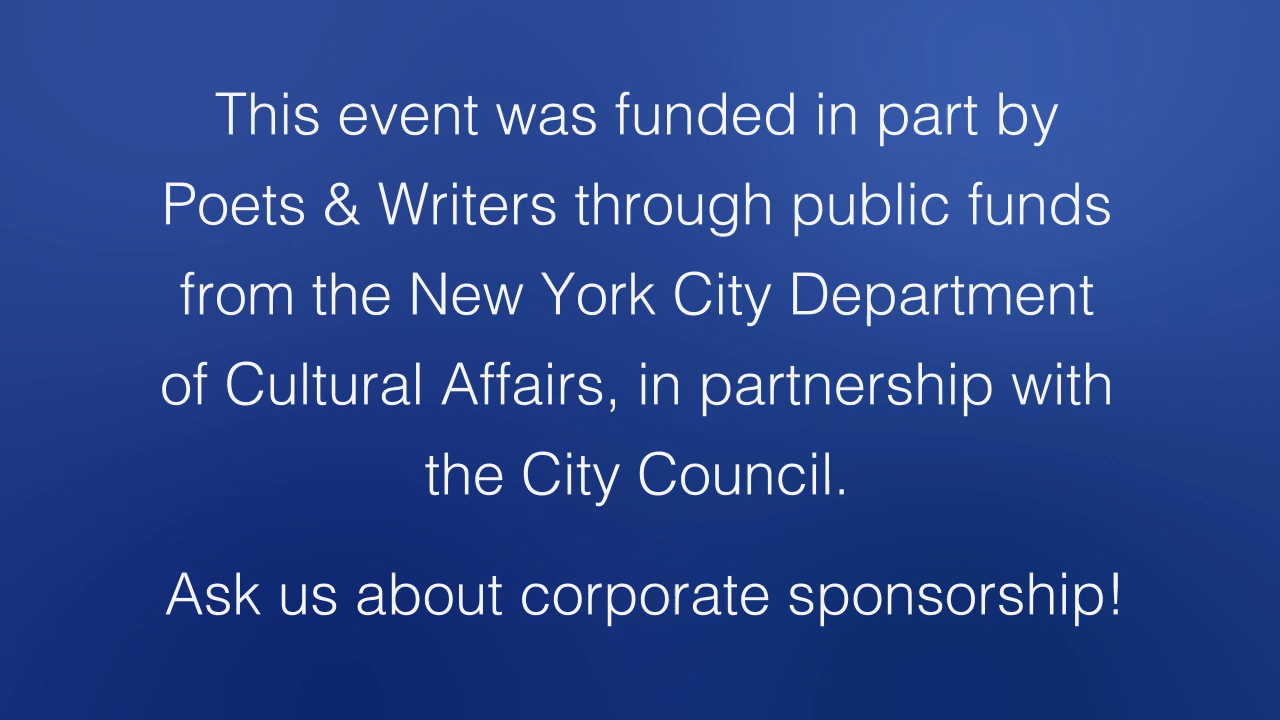 This event was funded in part by
Poets & Writers through public funds
from the New York City Department
of Cultural Affairs, in partnership with
the City Council.
Ask us about corporate sponsorship!